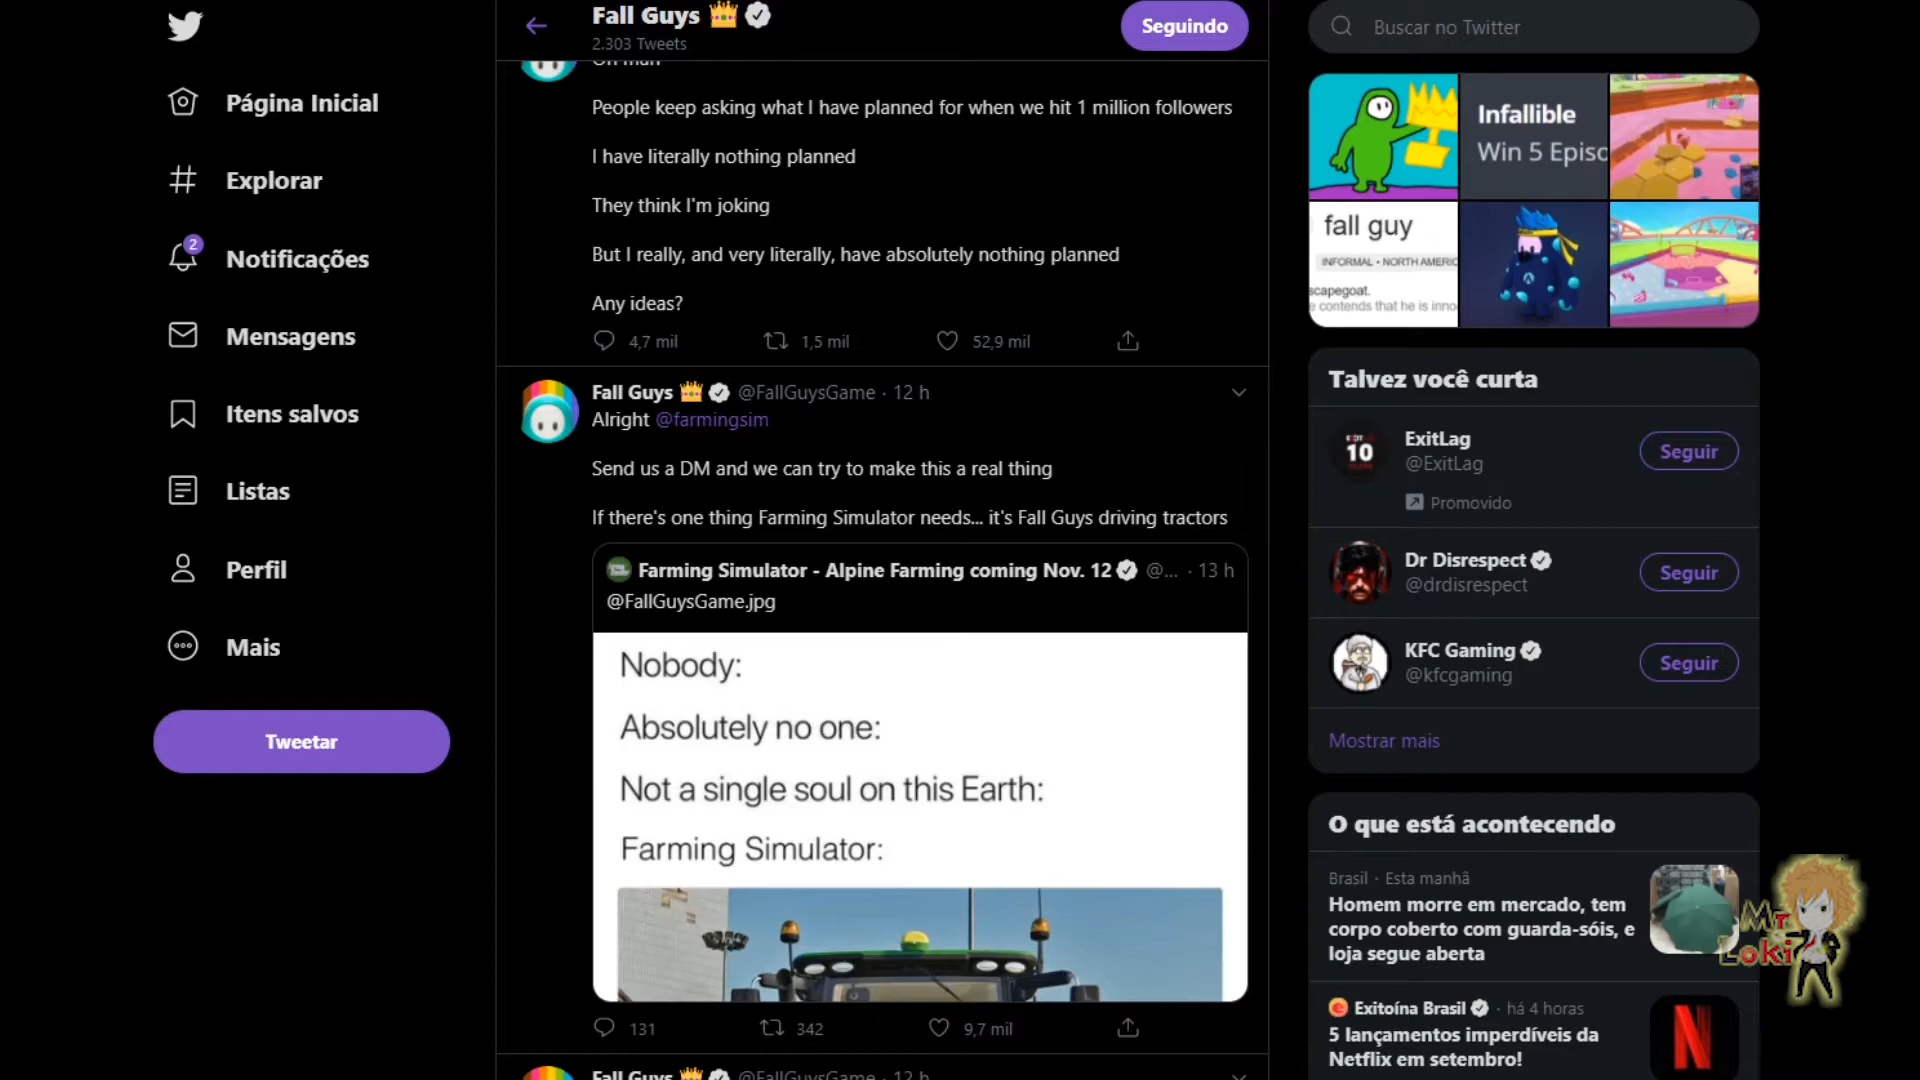 Página Inicial
Explorar
2
Notificações
Mensagens
Itens salvos
Listas
Perfil
Mais
Tweetar
Fall Guys
2.303 Tweets
Seguindo
Oh man
People keep asking what I have planned for when we hit 1 million followers
I have literally nothing planned
They think I'm joking
But I really, and very literally, have absolutely nothing planned
Any ideas?
4,7 mil
1,5 mil
52,9 mil
Fall Guys @FallGuysGame · 12 h
Alright @farmingsim
Send us a DM and we can try to make this a real thing
If there's one thing Farming Simulator needs... it's Fall Guys driving tractors
Farming Simulator - Alpine Farming coming Nov. 12 @... · 13 h
@FallGuysGame.jpg
Nobody:
Absolutely no one:
Not a single soul on this Earth:
Farming Simulator:
131
342
9,7 mil
Fall Guys @FallGuysGame · 12 h
Buscar no Twitter
Infallible
Win 5 Episo
fall guy
INFORMAL • NORTH AMERIC
scapegoat.
e contends that he is inno
Talvez você curta
ExitLag
@ExitLag
Seguir
Promovido
Dr Disrespect
@drdisrespect
Seguir
KFC Gaming
@kfcgaming
Seguir
Mostrar mais
O que está acontecendo
Brasil · Esta manhã
Homem morre em mercado, tem
corpo coberto com guarda-sóis, e
loja segue aberta
Exitoína Brasil · há 4 horas
5 lançamentos imperdíveis da
Netflix em setembro!
Mr
Loki